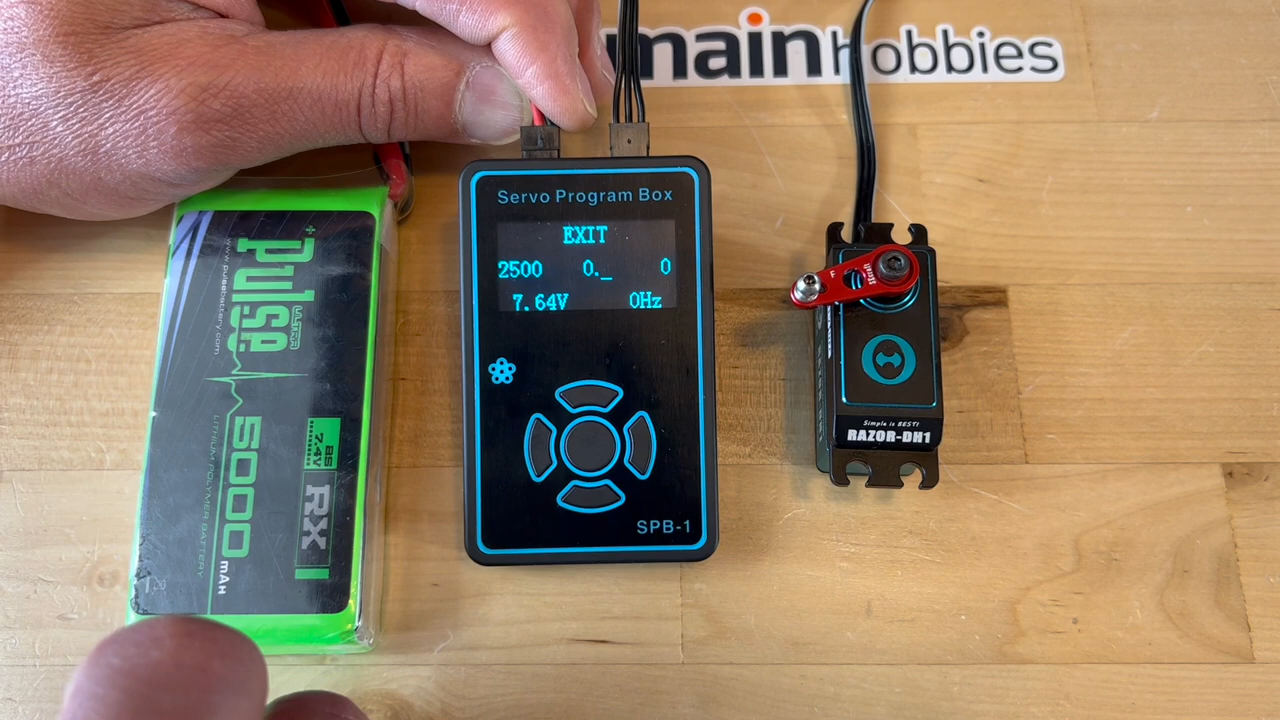 mainhobbies
Servo Program Box
EXIT
2500 0._ 0
7.64V 0Hz
SPB-1
Pulse
ULTRA
www.pulsebattery.com
5000 mAH
LITHIUM POLYMER BATTERY
7.4V
RX
Simple is BEST!
RAZOR-DH1